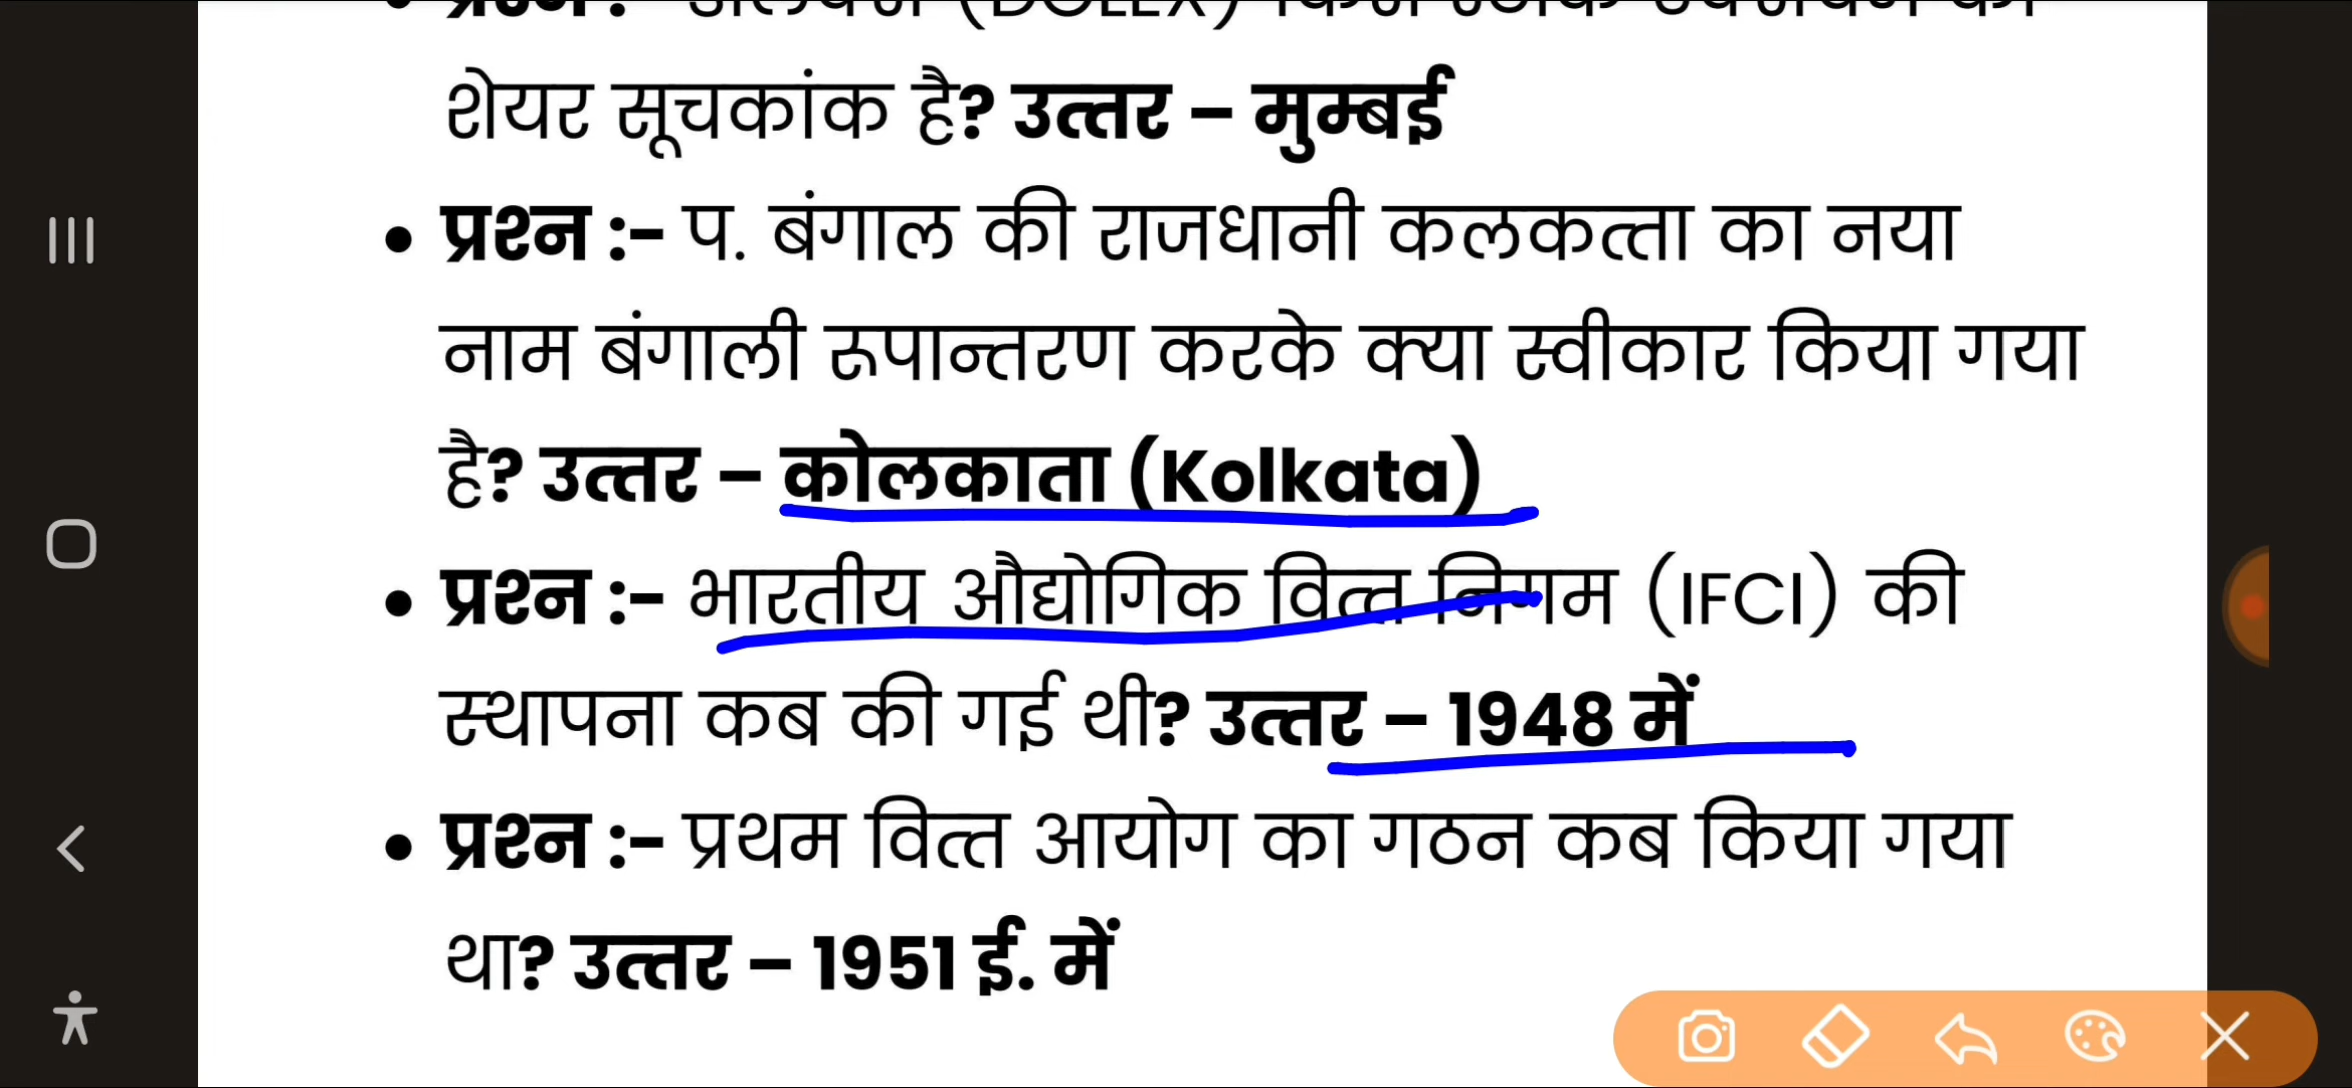 शेयर सूचकांक है? उत्तर – मुम्बई
• प्रश्न :- प. बंगाल की राजधानी कलकत्ता का नया
नाम बंगाली रूपान्तरण करके क्या स्वीकार किया गया
है? उत्तर – कोलकाता (Kolkata)
• प्रश्न :- भारतीय औद्योगिक वित्त निगम (IFCI) की
स्थापना कब की गई थी? उत्तर – 1948 में
• प्रश्न :- प्रथम वित्त आयोग का गठन कब किया गया
था? उत्तर – 1951 ई. में